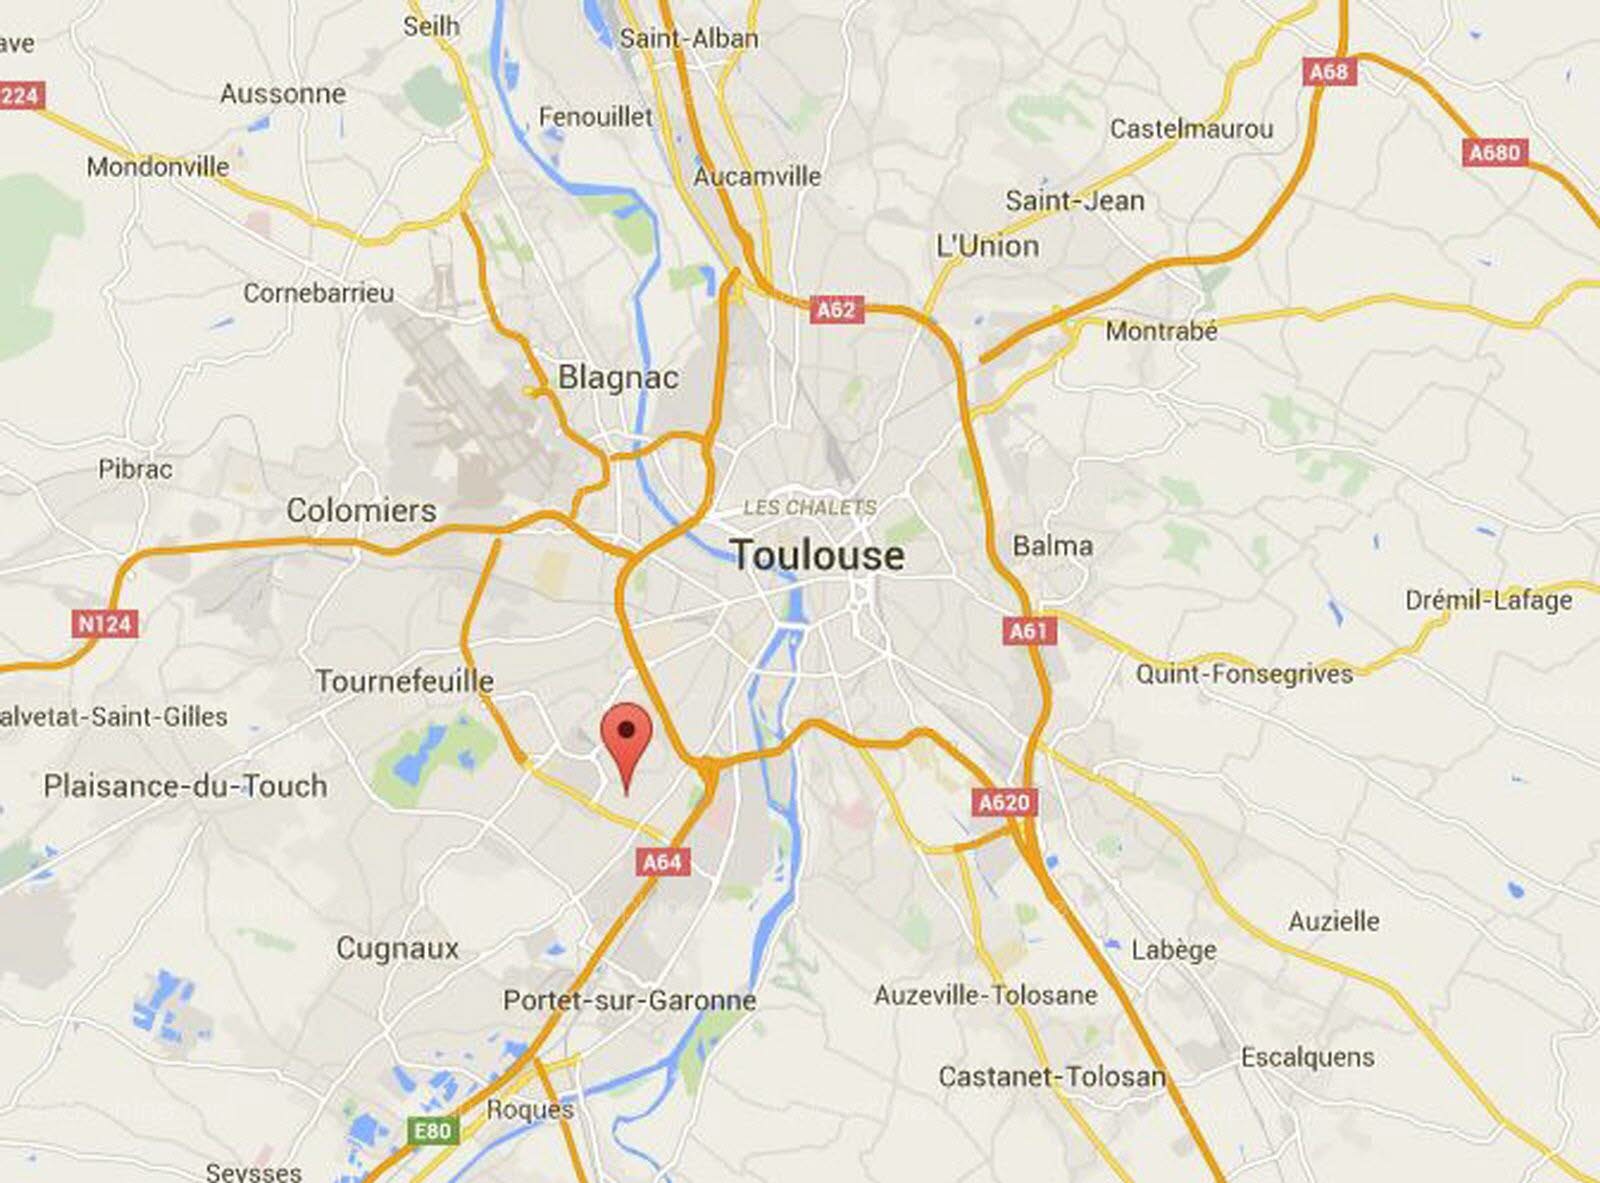 Seilh
Saint-Alban
ave
A68
224
Aussonne
Fenouillet
Castelmaurou
A680
Mondonville
Aucamville
Saint-Jean
L'Union
Cornebarrieu
A62
Montrabé
Blagnac
Pibrac
Colomiers
LES CHALETS
Toulouse
Balma
Drémil-Lafage
N124
A61
Tournefeuille
Quint-Fonsegrives
alvetat-Saint-Gilles
Plaisance-du-Touch
A620
A64
Auzielle
Cugnaux
Labège
Portet-sur-Garonne
Auzeville-Tolosane
Escalquens
Castanet-Tolosan
Roques
E80
Seysses